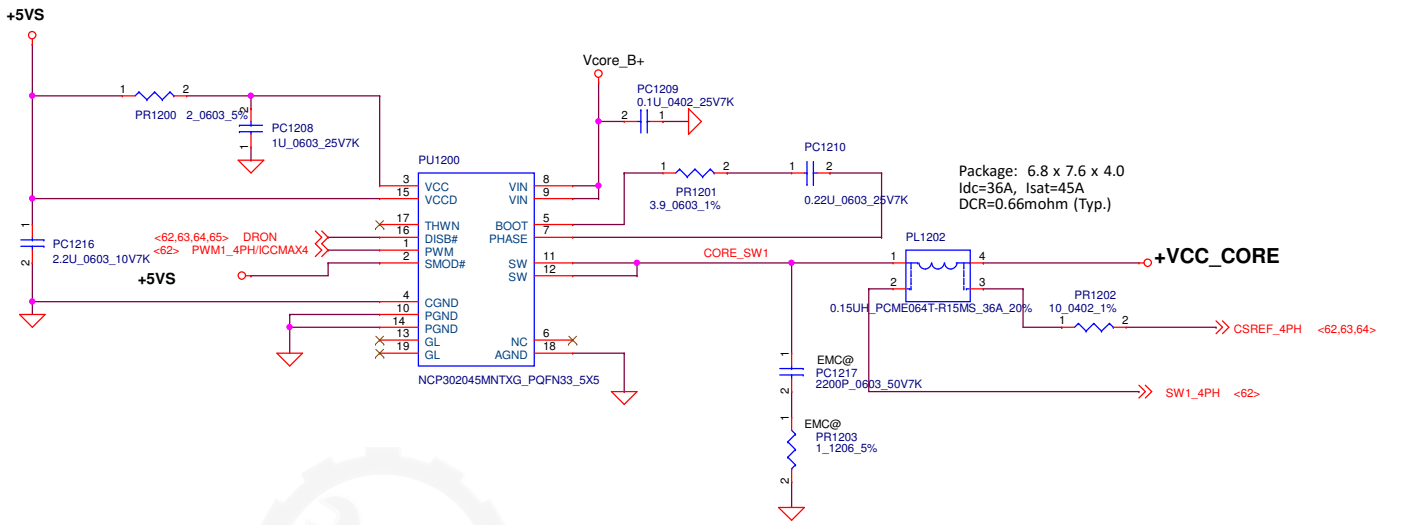 +5VS
1
2
PR1200
2_0603_5%
2
1
PC1208
1U_0603_25V7K
Vcore_B+
PC1209
0.1U_0402_25V7K
2
1
PU1200
3
VCC
VIN
8
15
VCCD
VIN
9
17
THWN
BOOT
5
16
DISB#
PHASE
7
1
PWM
2
SMOD#
SW
11
SW
12
4
CGND
10
PGND
14
PGND
13
GL
NC
6
19
GL
AGND
18
NCP302045MNTXG_PQFN33_5X5
<62,63,64,65> DRON
<62> PWM1_4PH/ICCMAX4
+5VS
1
PC1216
2.2U_0603_10V7K
2
1
2
PR1201
3.9_0603_1%
PC1210
1
2
0.22U_0603_25V7K
Package: 6.8 x 7.6 x 4.0
Idc=36A, Isat=45A
DCR=0.66mohm (Typ.)
CORE_SW1
PL1202
1
4
+VCC_CORE
2
3
0.15UH_PCME064T-R15MS_36A_20%
PR1202
10_0402_1%
1
2
CSREF_4PH <62,63,64>
SW1_4PH <62>
1
EMC@
PC1217
2200P_0603_50V7K
2
1
EMC@
PR1203
1_1206_5%
2